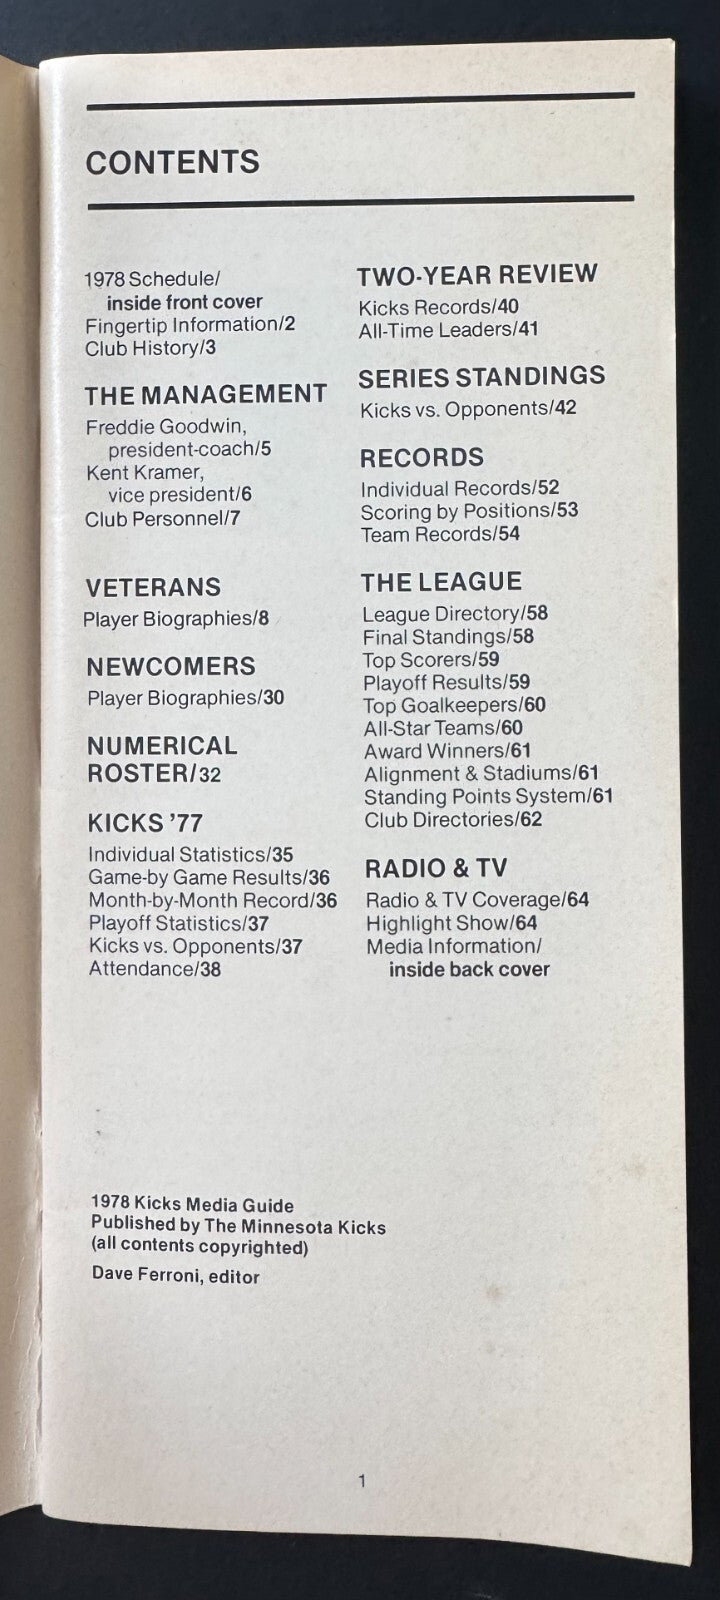 CONTENTS
1978 Schedule/
inside front cover
Fingertip Information/2
Club History/3
THE MANAGEMENT
Freddie Goodwin,
president-coach/5
Kent Kramer,
vice president/6
Club Personnel/7
VETERANS
Player Biographies/8
NEWCOMERS
Player Biographies/30
NUMERICAL
ROSTER/32
KICKS '77
Individual Statistics/35
Game-by Game Results/36
Month-by-Month Record/36
Playoff Statistics/37
Kicks vs. Opponents/37
Attendance/38
TWO-YEAR REVIEW
Kicks Records/40
All-Time Leaders/41
SERIES STANDINGS
Kicks vs. Opponents/42
RECORDS
Individual Records/52
Scoring by Positions/53
Team Records/54
THE LEAGUE
League Directory/58
Final Standings/58
Top Scorers/59
Playoff Results/59
Top Goalkeepers/60
All-Star Teams/60
Award Winners/61
Alignment & Stadiums/61
Standing Points System/61
Club Directories/62
RADIO & TV
Radio & TV Coverage/64
Highlight Show/64
Media Information/
inside back cover
1978 Kicks Media Guide
Published by The Minnesota Kicks
(all contents copyrighted)
Dave Ferroni, editor
1